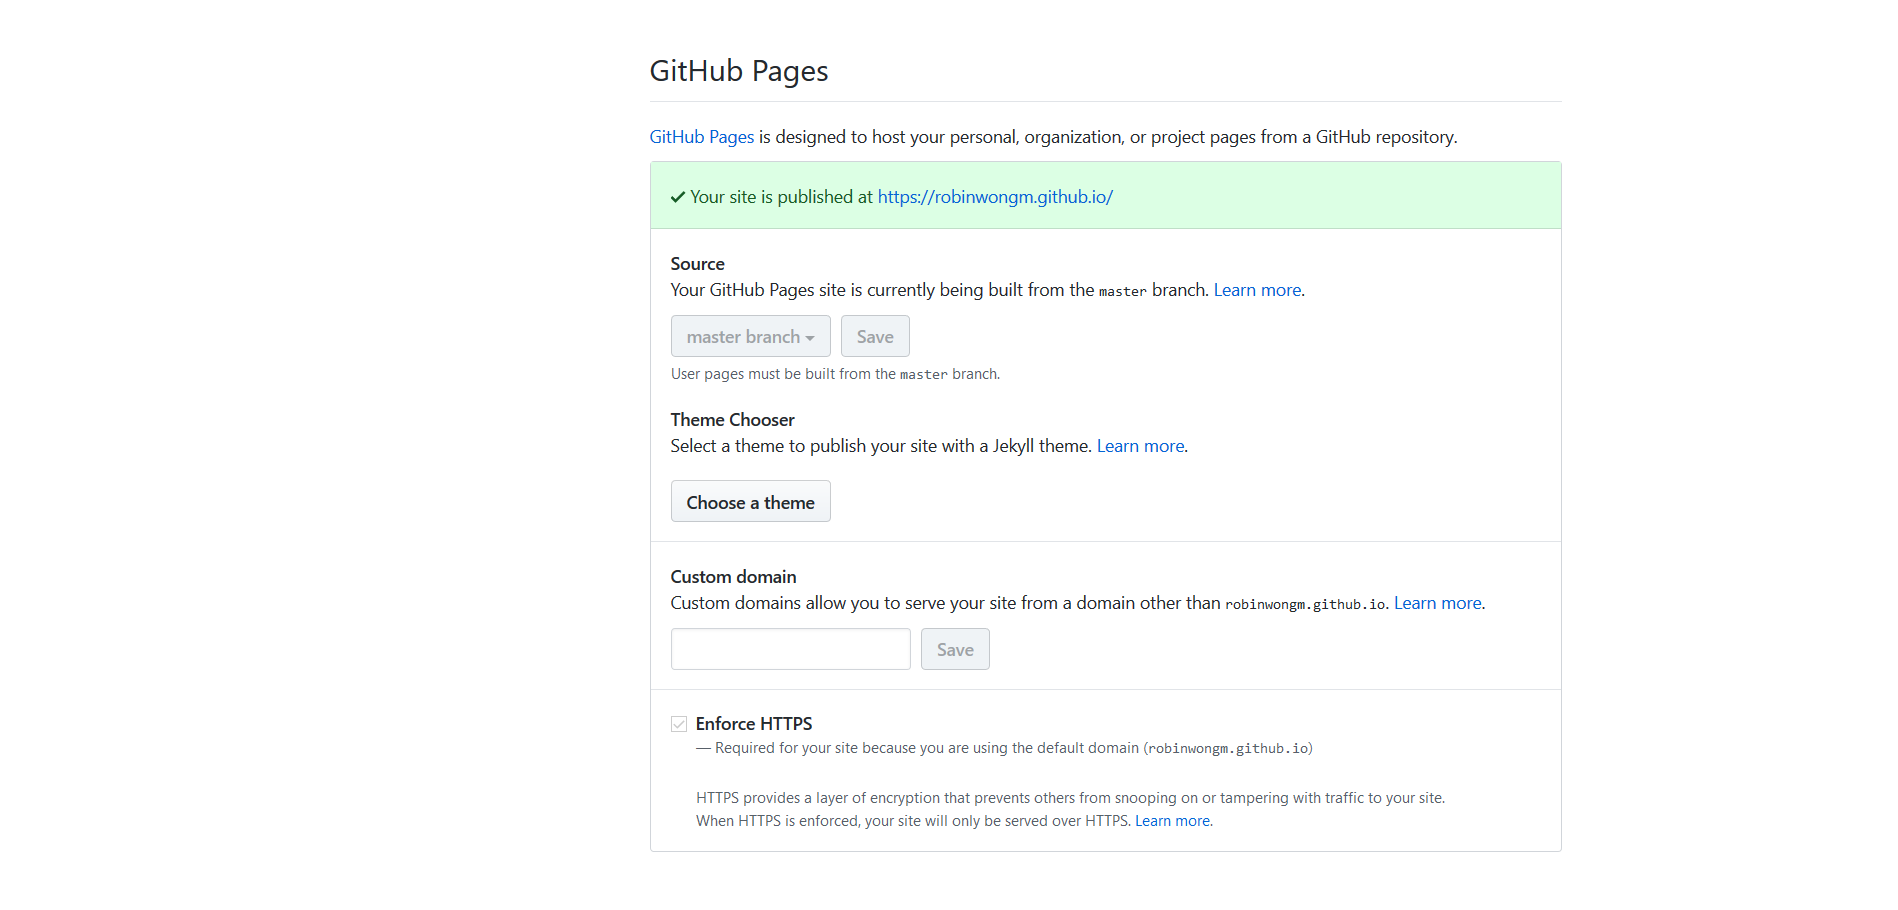 GitHub Pages
GitHub Pages is designed to host your personal, organization, or project pages from a GitHub repository.
Your site is published at https://robinwongm.github.io/
Source
Your GitHub Pages site is currently being built from the master branch. Learn more.
master branch Save
User pages must be built from the master branch.
Theme Chooser
Select a theme to publish your site with a Jekyll theme. Learn more.
Choose a theme
Custom domain
Custom domains allow you to serve your site from a domain other than robinwongm.github.io. Learn more.
Save
Enforce HTTPS
— Required for your site because you are using the default domain (robinwongm.github.io)
HTTPS provides a layer of encryption that prevents others from snooping on or tampering with traffic to your site.
When HTTPS is enforced, your site will only be served over HTTPS. Learn more.